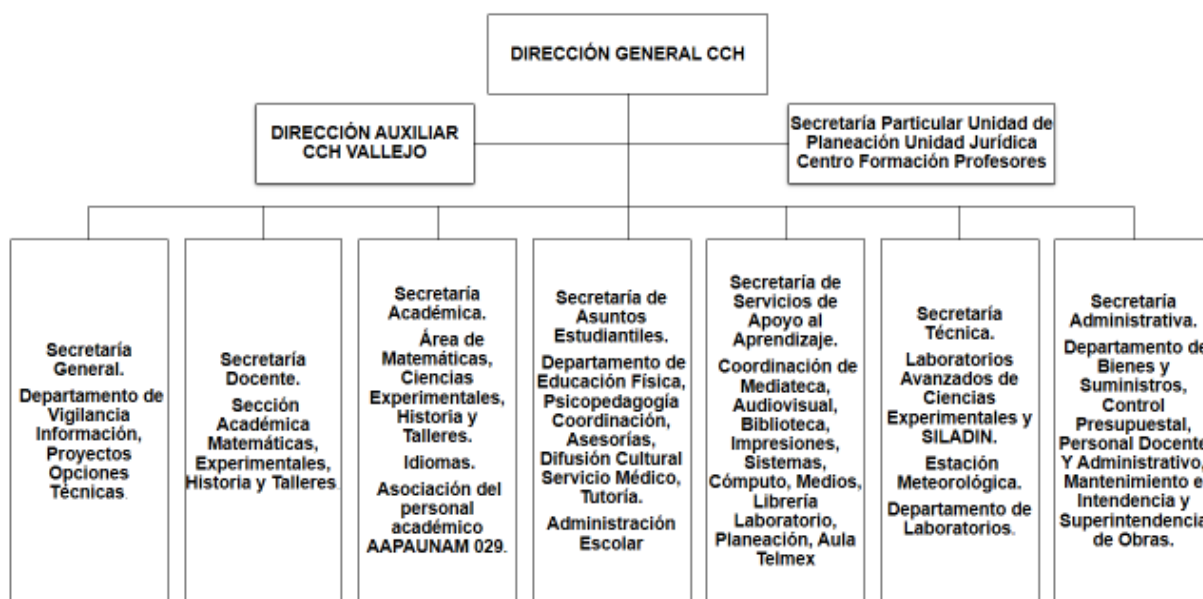 DIRECCIÓN GENERAL CCH
DIRECCIÓN AUXILIAR
CCH VALLEJO
Secretaría Particular Unidad de
Planeación Unidad Jurídica
Centro Formación Profesores
Secretaría
General.
Departamento de
Vigilancia
Información,
Proyectos
Opciones
Técnicas.
Secretaría
Docente.
Sección
Académica
Matemáticas,
Experimentales,
Historia y Talleres.
Secretaría
Académica.
Área de
Matemáticas,
Ciencias
Experimentales,
Historia y
Talleres.
Idiomas.
Asociación del
personal
académico
AAPAUNAM 029.
Secretaría de
Asuntos
Estudiantiles.
Departamento de
Educación Física,
Psicopedagogía
Coordinación,
Asesorías,
Difusión Cultural
Servicio Médico,
Tutoría.
Administración
Escolar
Secretaría de
Servicios de
Apoyo al
Aprendizaje.
Coordinación de
Mediateca,
Audiovisual,
Biblioteca,
Impresiones,
Sistemas,
Cómputo, Medios,
Librería
Laboratorio,
Planeación, Aula
Telmex
Secretaría
Técnica.
Laboratorios
Avanzados de
Ciencias
Experimentales y
SILADIN.
Estación
Meteorológica.
Departamento de
Laboratorios.
Secretaría
Administrativa.
Departamento de
Bienes y
Suministros,
Control
Presupuestal,
Personal Docente
Y Administrativo,
Mantenimiento e
Intendencia y
Superintendencia
de Obras.